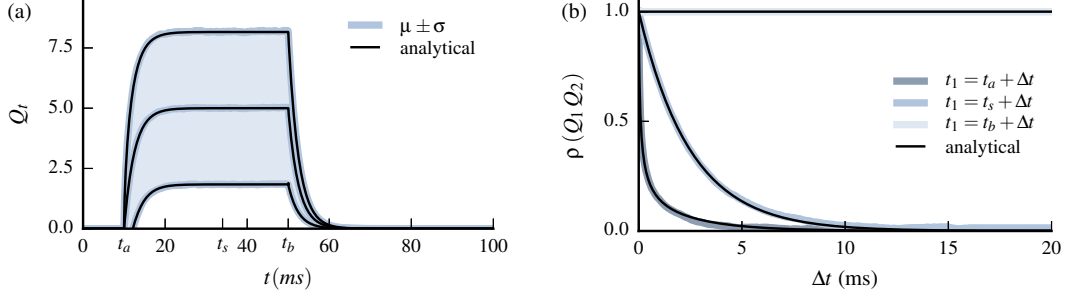 (a)
7.5
5.0
2.5
0.0
Q_t
μ ± σ
analytical
0 t_a 20 t_s 40 t_b 60 80 100
t(ms)
(b)
1.0
0.5
0.0
ρ (Q_1 Q_2)
t_1 = t_a + Δt
t_1 = t_s + Δt
t_1 = t_b + Δt
analytical
0 5 10 15 20
Δt (ms)